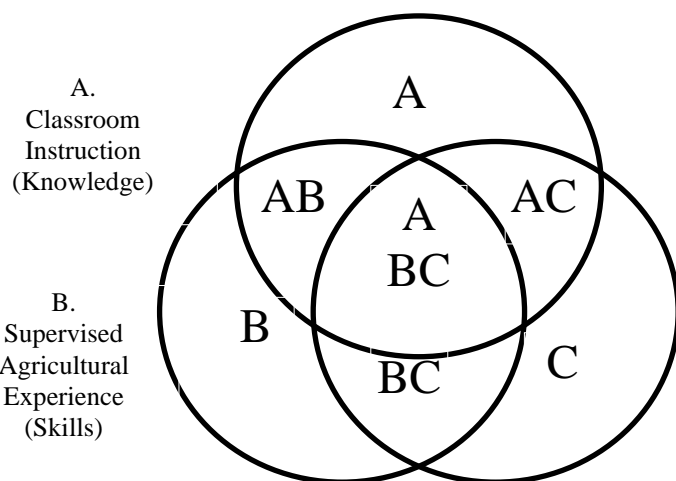 A.
Classroom
Instruction
(Knowledge)
A
AB
A
BC
AC
B.
Supervised
Agricultural
Experience
(Skills)
B
BC
C